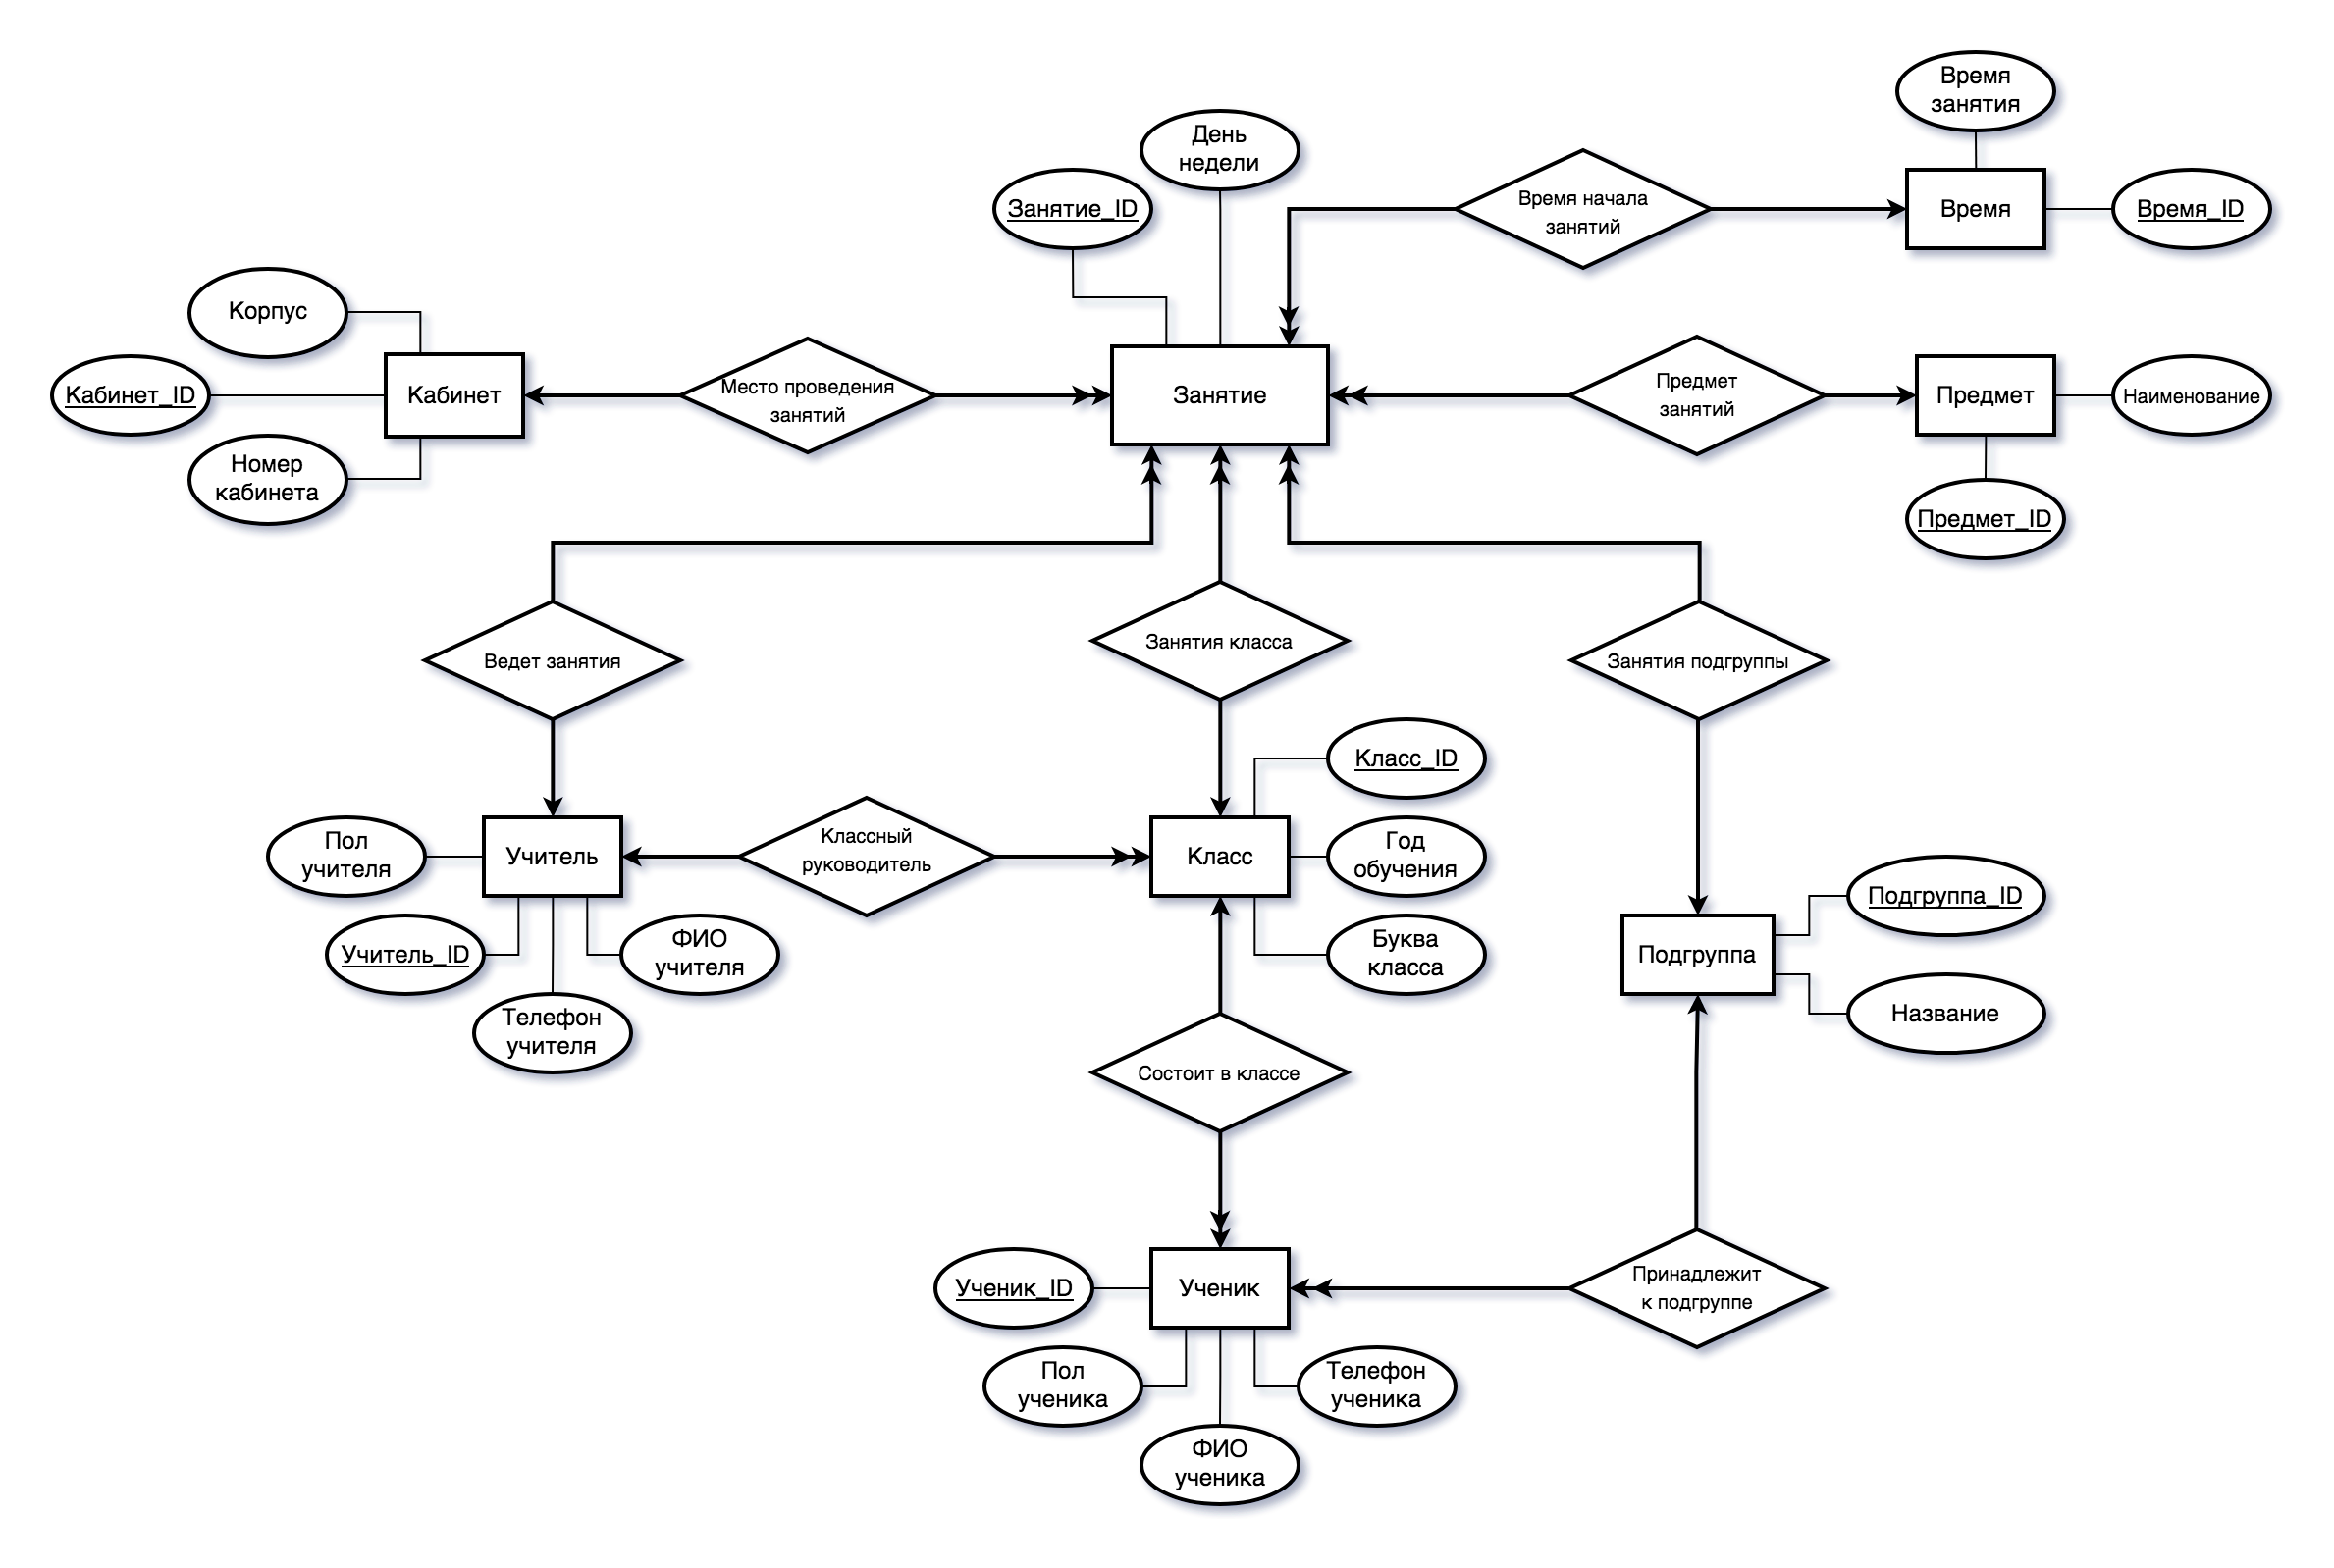 Время
занятия
День
недели
Занятие_ID
Время начала
занятий
Время
Время_ID
Корпус
Кабинет_ID
Кабинет
Номер
кабинета
Место проведения
занятий
Занятие
Предмет
занятий
Предмет
Наименование
Предмет_ID
Ведет занятия
Занятия класса
Занятия подгруппы
Класс_ID
Пол
учителя
Учитель
Классный
руководитель
Класс
Год
обучения
Учитель_ID
ФИО
учителя
Телефон
учителя
Буква
класса
Подгруппа
Подгруппа_ID
Название
Состоит в классе
Ученик_ID
Ученик
Принадлежит
к подгруппе
Пол
ученика
Телефон
ученика
ФИО
ученика